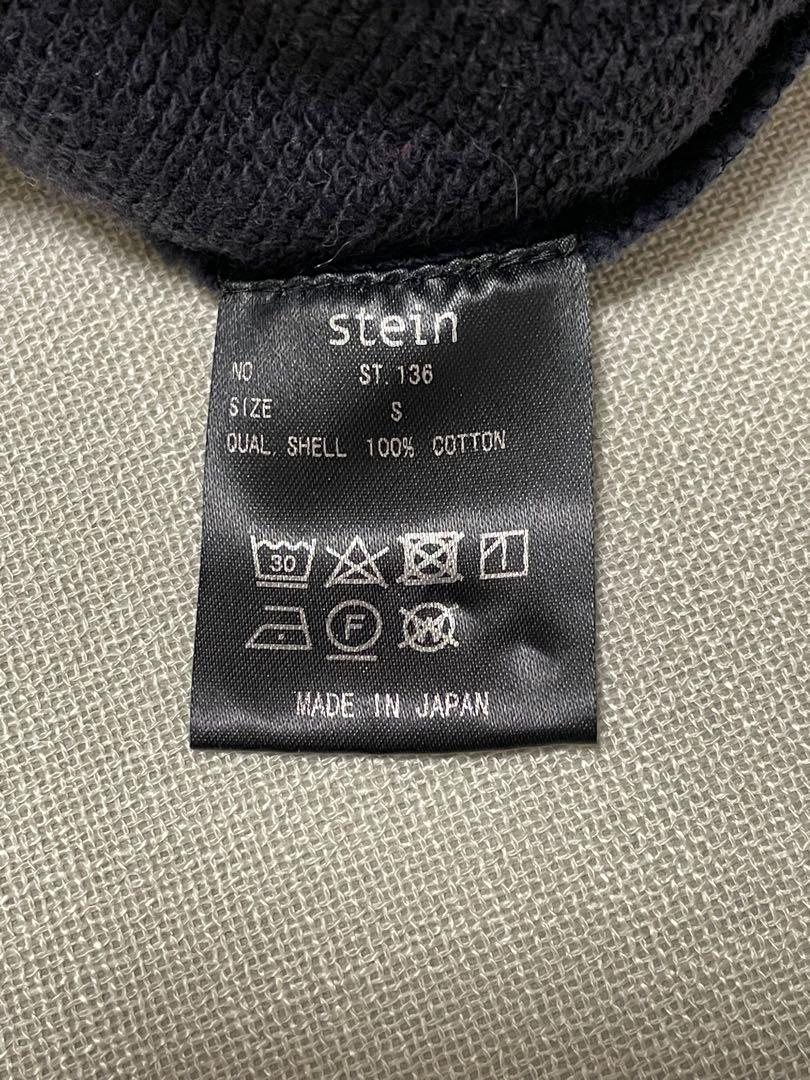 stein
NO ST.136
SIZE S
QUAL. SHELL 100% COTTON
30
F W
MADE IN JAPAN